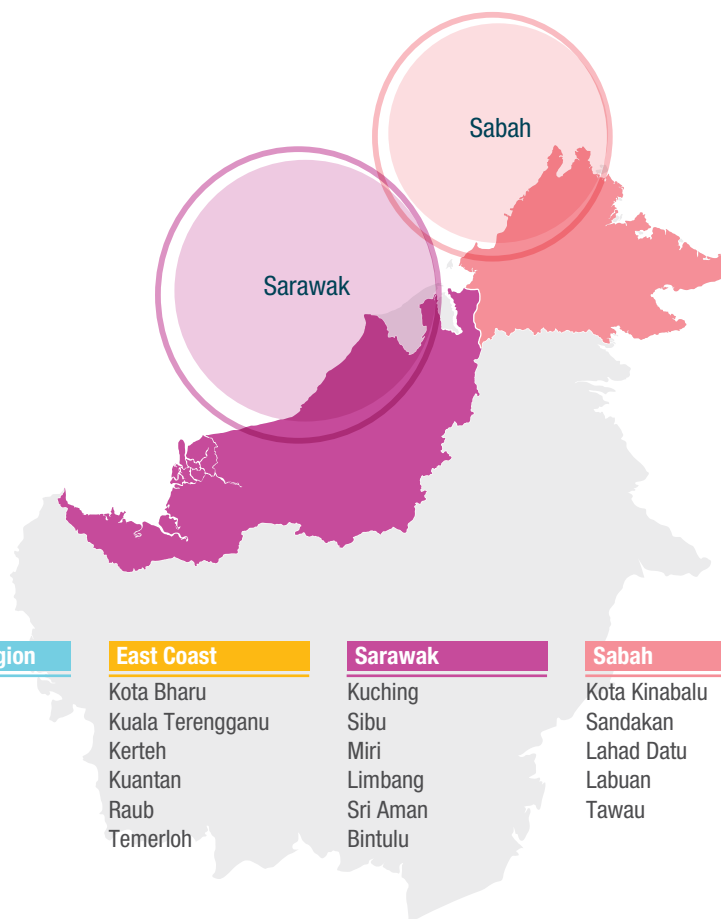 Sabah
Sarawak
gion
East Coast
Kota Bharu
Kuala Terengganu
Kerteh
Kuantan
Raub
Temerloh
Sarawak
Kuching
Sibu
Miri
Limbang
Sri Aman
Bintulu
Sabah
Kota Kinabalu
Sandakan
Lahad Datu
Labuan
Tawau